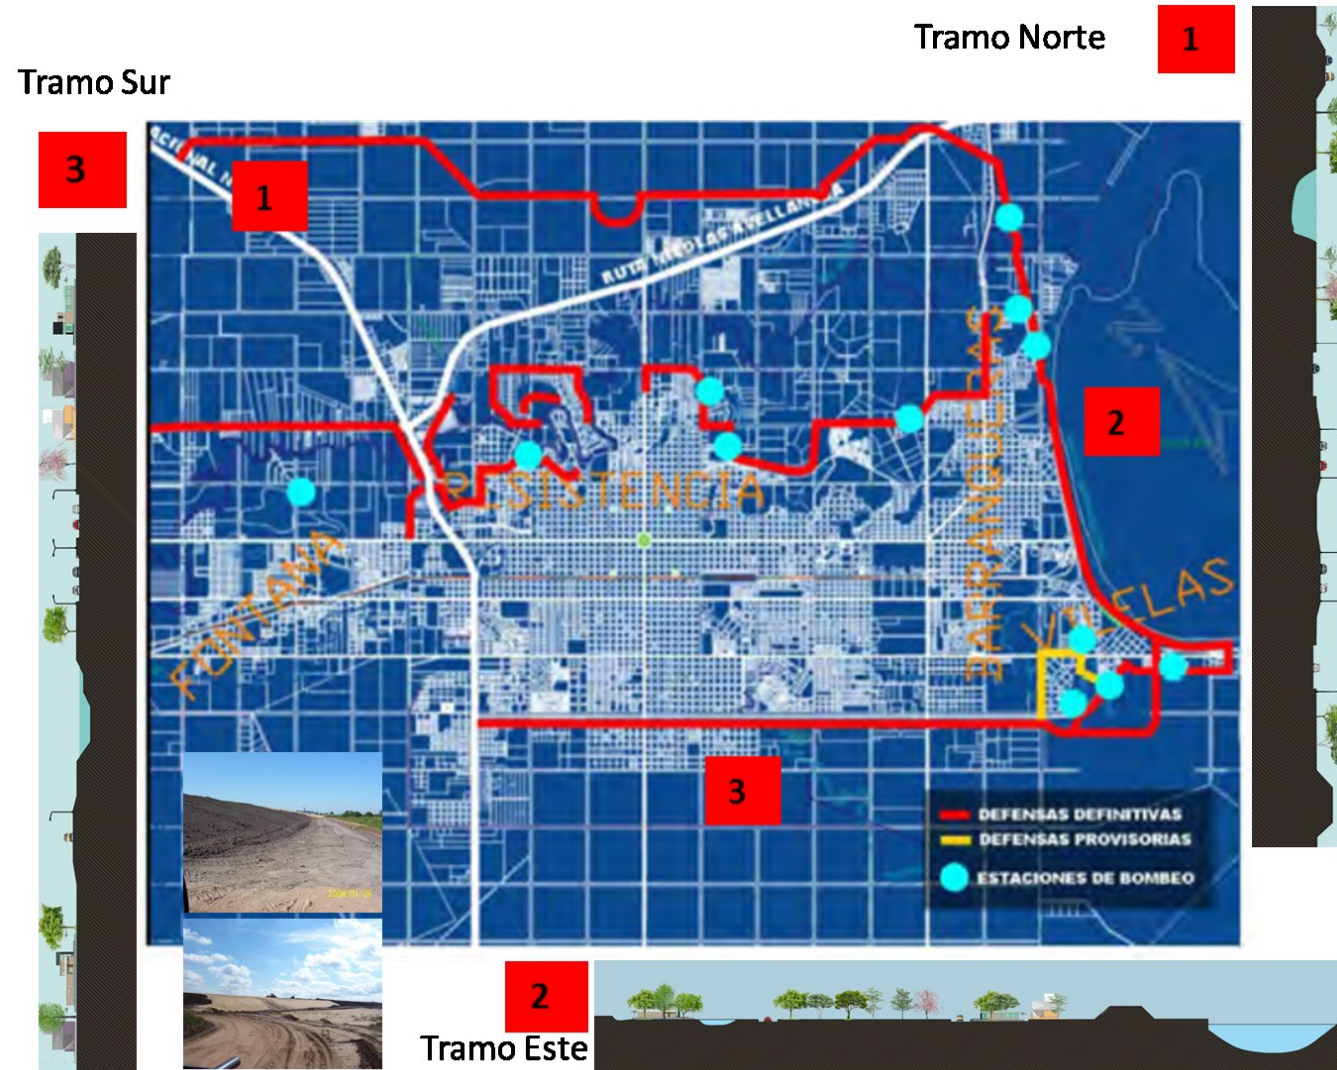 Tramo Norte
1
Tramo Sur
3
ACIONAL N
1
RUTA NICOLAS AVELLANEDA
2
BARRANQUERAS
RESISTENCIA
FONTANA
VILELAS
3
DEFENSAS DEFINITIVAS
DEFENSAS PROVISORIAS
ESTACIONES DE BOMBEO
2
Tramo Este